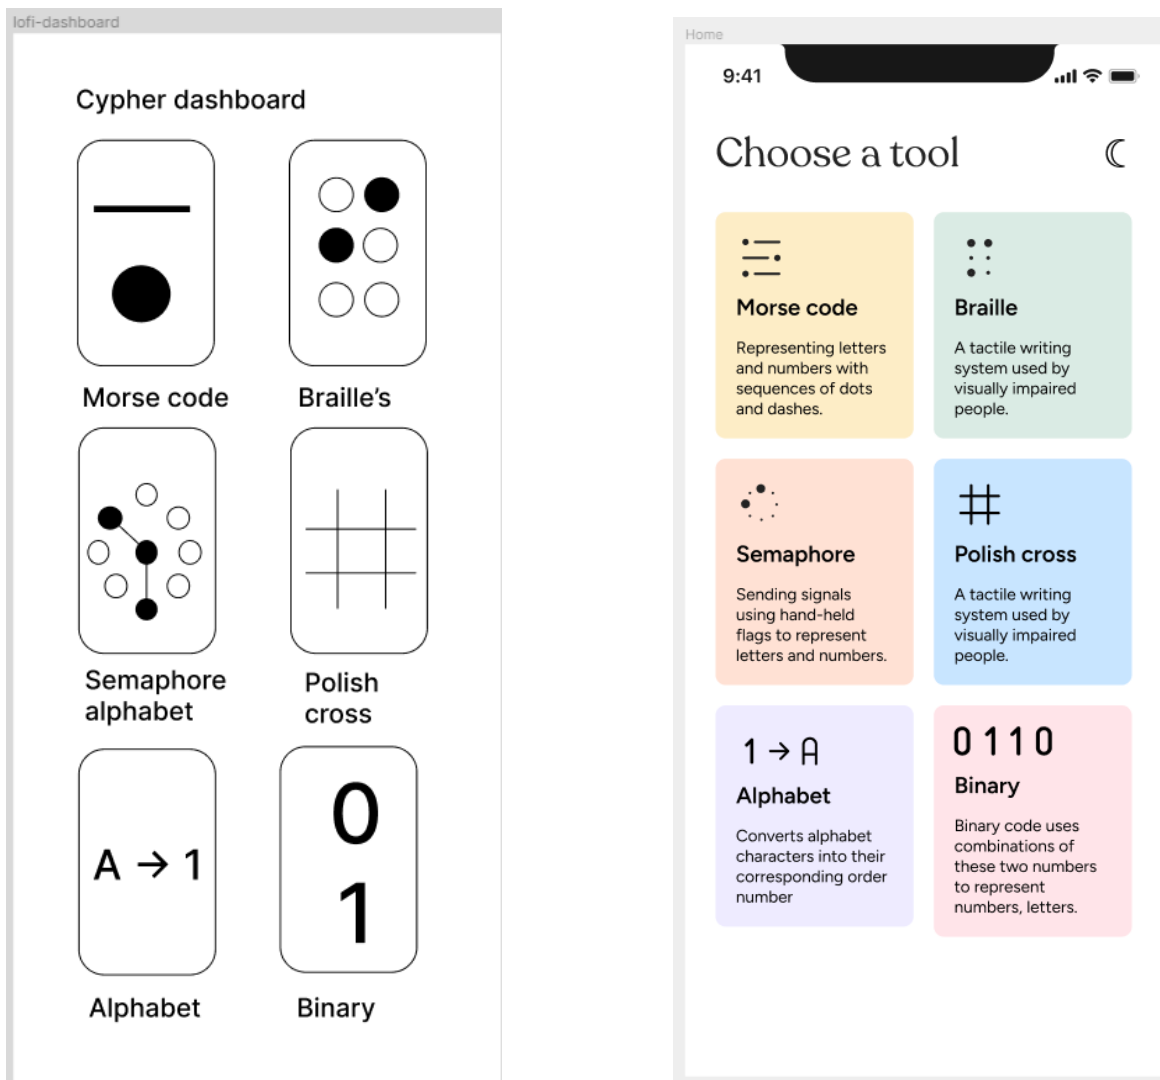 lofi-dashboard
Cypher dashboard
Morse code
Braille’s
Semaphore
alphabet
Polish
cross
A → 1
0
1
Alphabet
Binary
Home
9:41
Choose a tool
Morse code
Representing letters
and numbers with
sequences of dots
and dashes.
Braille
A tactile writing
system used by
visually impaired
people.
Semaphore
Sending signals
using hand-held
flags to represent
letters and numbers.
Polish cross
A tactile writing
system used by
visually impaired
people.
1 → A
Alphabet
Converts alphabet
characters into their
corresponding order
number
0 1 1 0
Binary
Binary code uses
combinations of
these two numbers
to represent
numbers, letters.